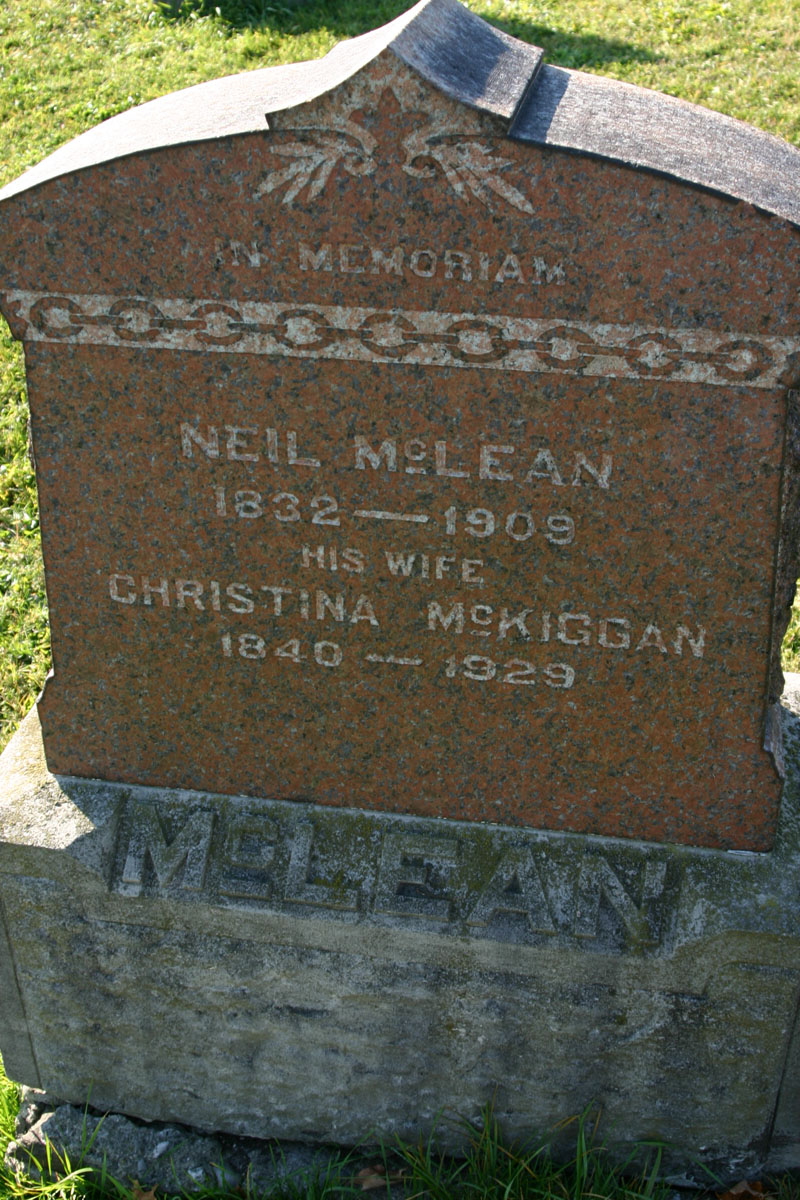 IN MEMORIAM
NEIL McLEAN
1832 — 1909
HIS WIFE
CHRISTINA McKIGGAN
1840 — 1929
McLEAN